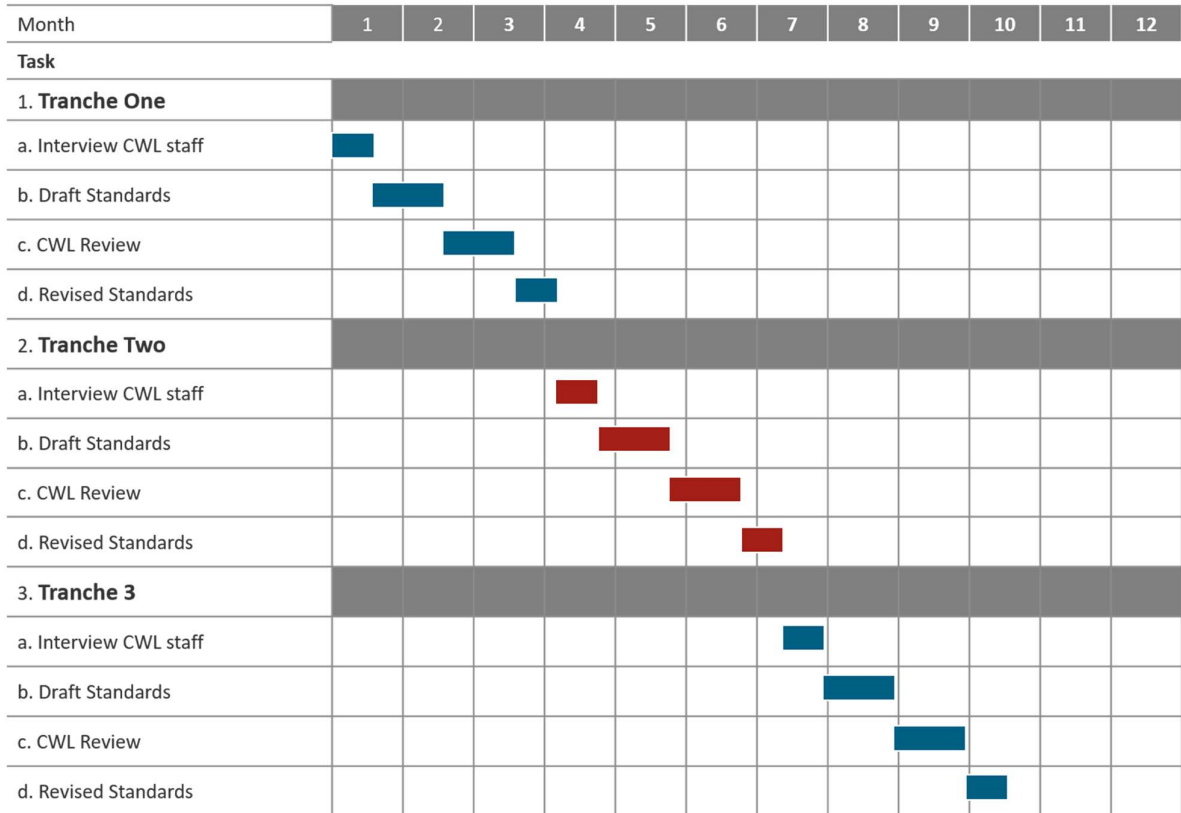 Month 1 2 3 4 5 6 7 8 9 10 11 12
Task
1. Tranche One
a. Interview CWL staff
b. Draft Standards
c. CWL Review
d. Revised Standards
2. Tranche Two
a. Interview CWL staff
b. Draft Standards
c. CWL Review
d. Revised Standards
3. Tranche 3
a. Interview CWL staff
b. Draft Standards
c. CWL Review
d. Revised Standards